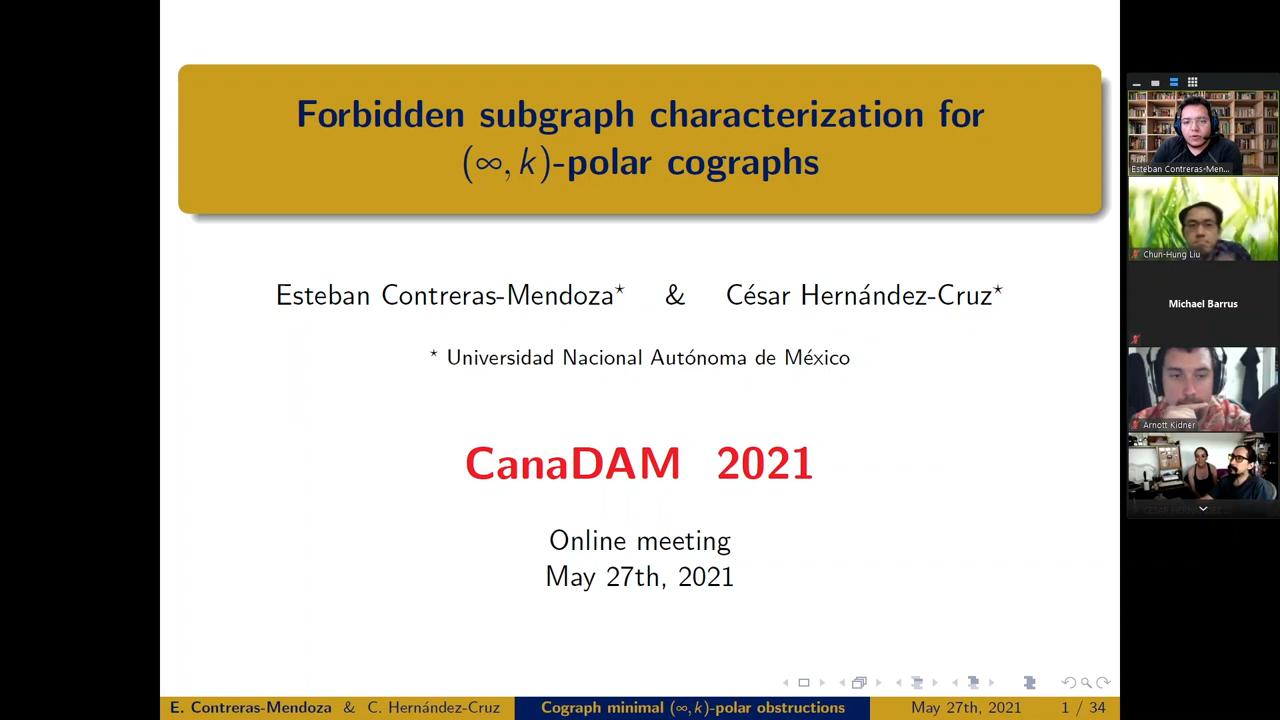 Forbidden subgraph characterization for
(∞, k)-polar cographs
Esteban Contreras-Mendoza* & César Hernández-Cruz*
* Universidad Nacional Autónoma de México
CanaDAM 2021
Online meeting
May 27th, 2021
E. Contreras-Mendoza & C. Hernández-Cruz Cograph minimal (∞, k)-polar obstructions May 27th, 2021 1 / 34
Esteban Contreras-Men...
Chun-Hung Liu
Michael Barrus
Arnott Kidner